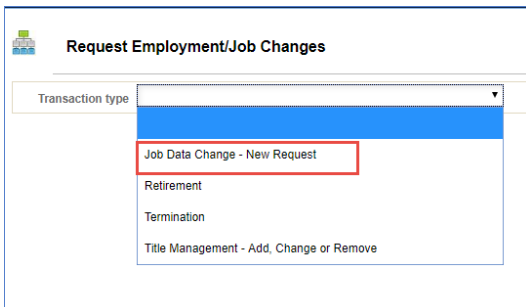 Request Employment/Job Changes
Transaction type
Job Data Change - New Request
Retirement
Termination
Title Management - Add, Change or Remove